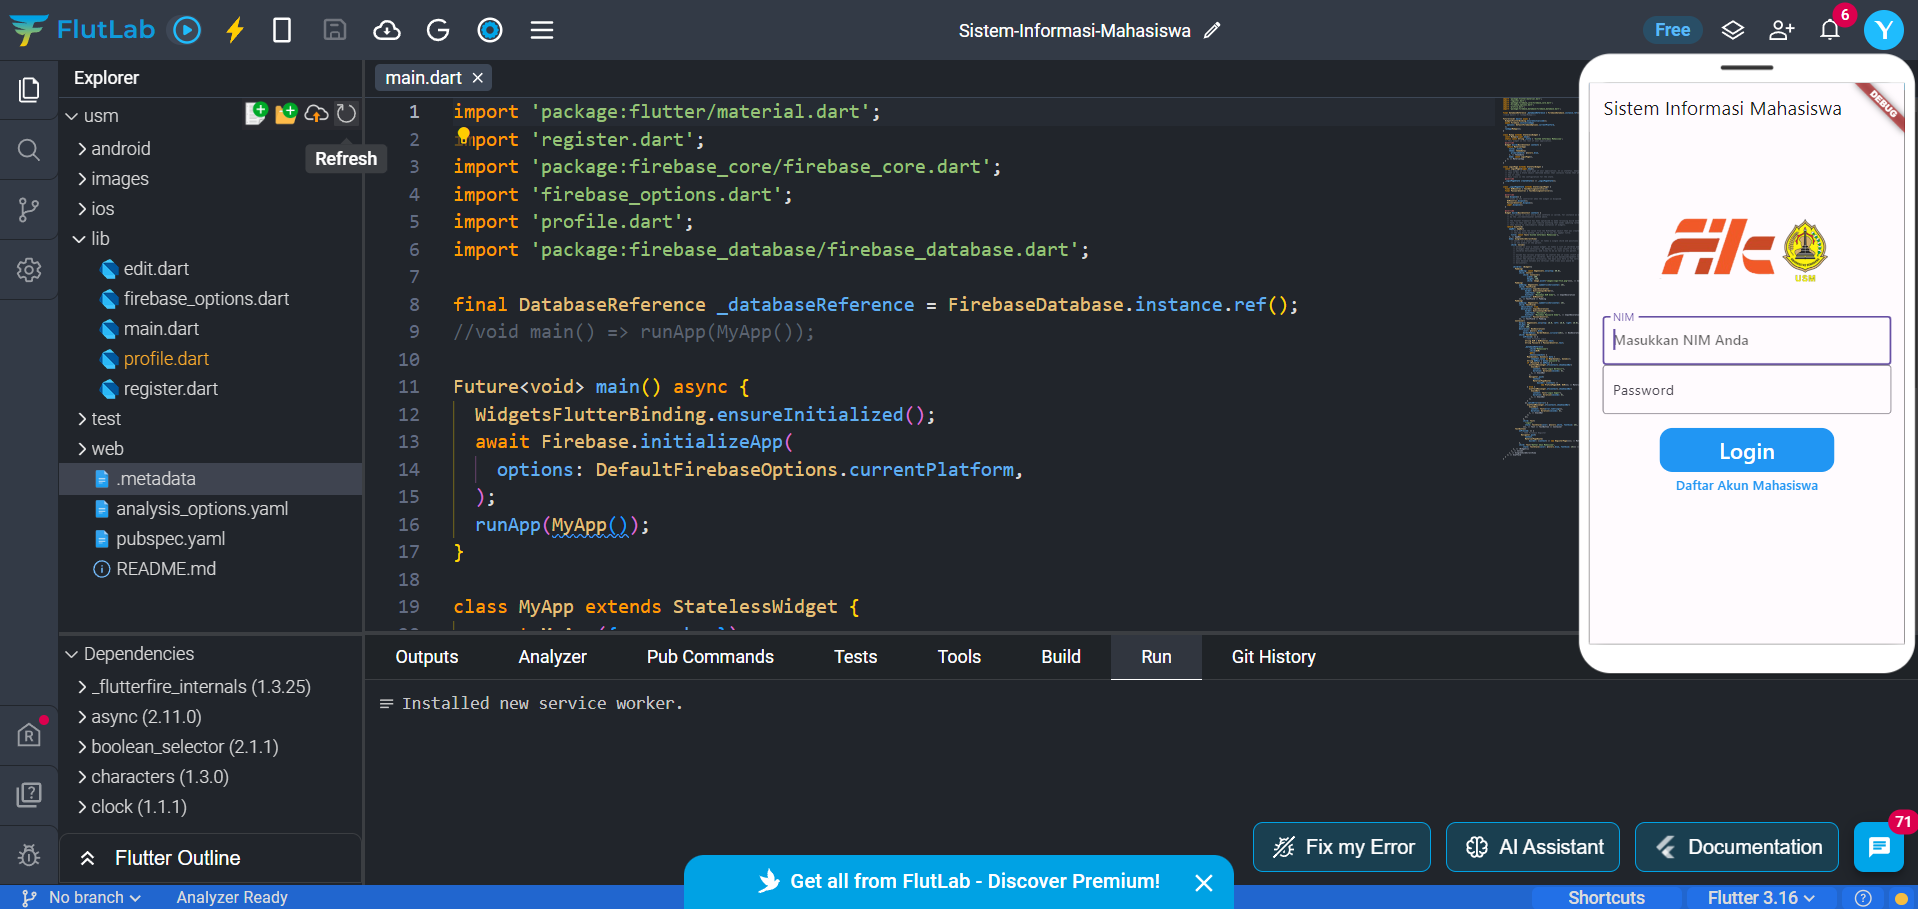 FlutLab
Sistem-Informasi-Mahasiswa
Free
6
Y
Explorer
usm
Refresh
android
images
ios
lib
edit.dart
firebase_options.dart
main.dart
profile.dart
register.dart
test
web
.metadata
analysis_options.yaml
pubspec.yaml
README.md
Dependencies
_flutterfire_internals (1.3.25)
async (2.11.0)
boolean_selector (2.1.1)
characters (1.3.0)
clock (1.1.1)
Flutter Outline
main.dart
1 import 'package:flutter/material.dart';
2 import 'register.dart';
3 import 'package:firebase_core/firebase_core.dart';
4 import 'firebase_options.dart';
5 import 'profile.dart';
6 import 'package:firebase_database/firebase_database.dart';
7
8 final DatabaseReference _databaseReference = FirebaseDatabase.instance.ref();
9 //void main() => runApp(MyApp());
10
11 Future<void> main() async {
12 WidgetsFlutterBinding.ensureInitialized();
13 await Firebase.initializeApp(
14 options: DefaultFirebaseOptions.currentPlatform,
15 );
16 runApp(MyApp());
17 }
18
19 class MyApp extends StatelessWidget {
Outputs Analyzer Pub Commands Tests Tools Build Run Git History
Installed new service worker.
Sistem Informasi Mahasiswa
DEBUG
USM
NIM
Masukkan NIM Anda
Password
Login
Daftar Akun Mahasiswa
Fix my Error
AI Assistant
Documentation
71
Get all from FlutLab - Discover Premium!
No branch
Analyzer Ready
Shortcuts
Flutter 3.16